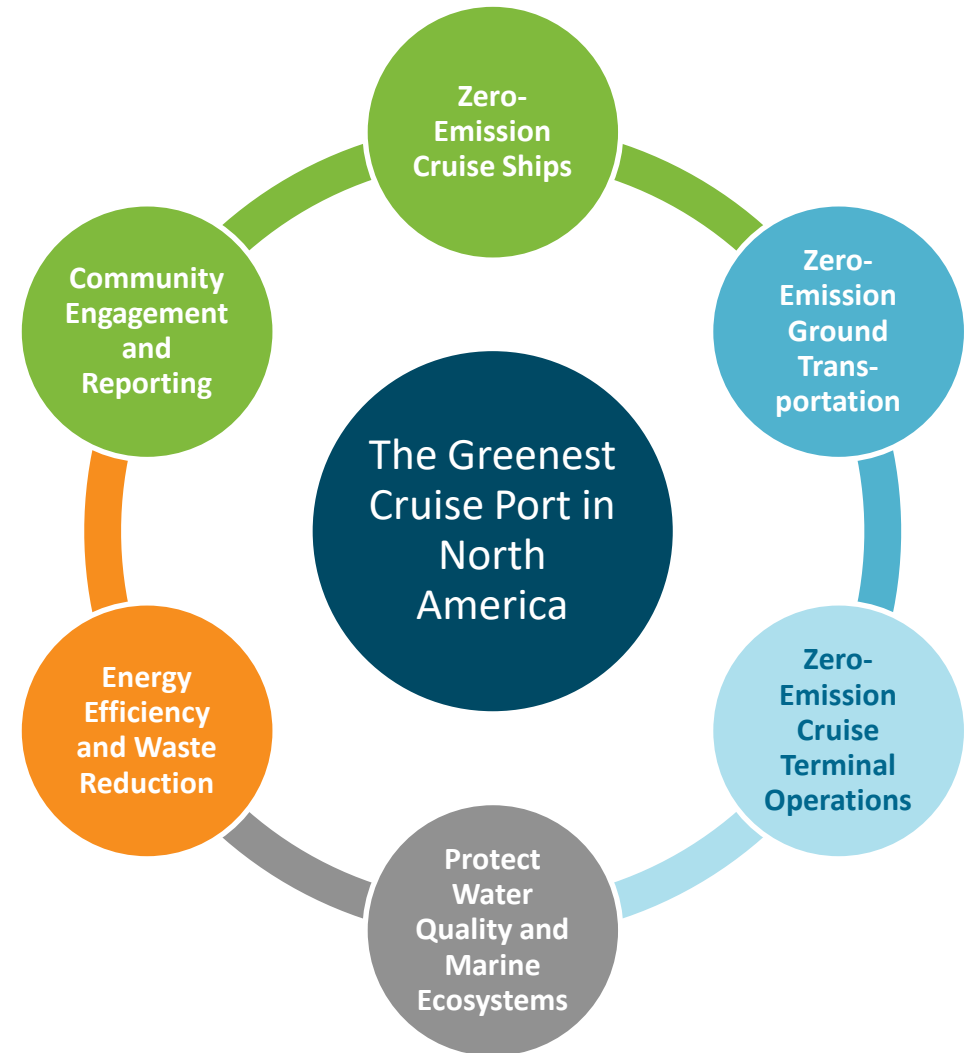 Zero-
Emission
Cruise Ships
Zero-
Emission
Ground
Trans-
portation
Zero-
Emission
Cruise
Terminal
Operations
Protect
Water
Quality and
Marine
Ecosystems
Energy
Efficiency
and Waste
Reduction
Community
Engagement
and
Reporting
The Greenest
Cruise Port in
North
America